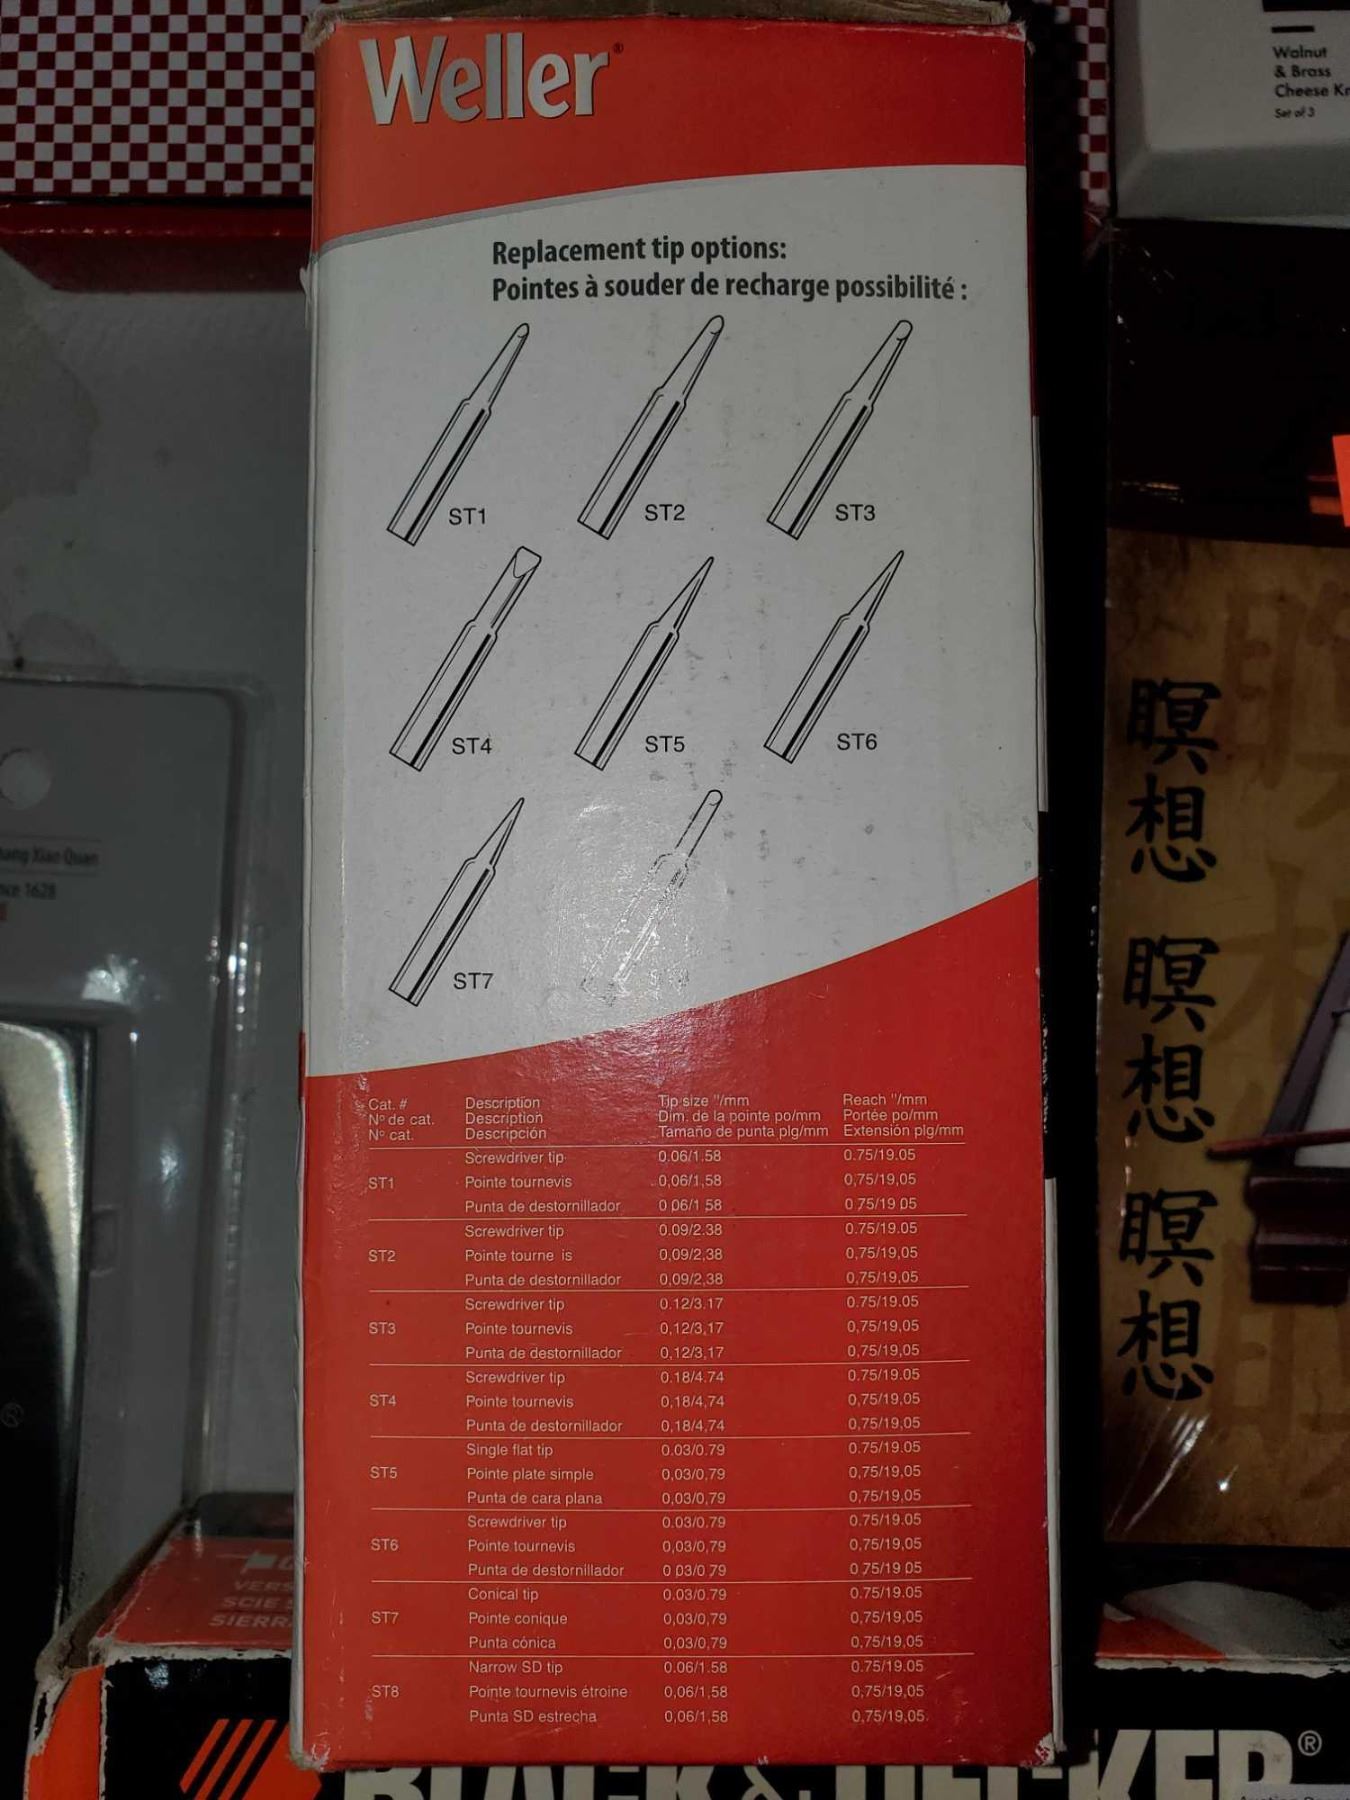 Weller®
Walnut
& Brass
Cheese
Set of 3
Replacement tip options:
Pointes à souder de recharge possibilité :
ST1
ST2
ST3
ST4
ST5
ST6
ST7
Xiao Quan
1628
瞑想 瞑想 瞑想
Cat. # Description Tip size "/mm Reach "/mm
Nº de cat. Description Dim. de la pointe po/mm Portée po/mm
Nº cat. Descripción Tamaño de punta plg/mm Extensión plg/mm
Screwdriver tip 0.06/1.58 0.75/19.05
ST1 Pointe tournevis 0,06/1,58 0,75/19,05
Punta de destornillador 0 06/1 58 0 75/19 05
Screwdriver tip 0.09/2.38 0.75/19.05
ST2 Pointe tourne is 0,09/2,38 0,75/19,05
Punta de destornillador 0,09/2,38 0,75/19,05
Screwdriver tip 0.12/3.17 0.75/19.05
ST3 Pointe tournevis 0,12/3,17 0,75/19,05
Punta de destornillador 0,12/3,17 0,75/19,05
Screwdriver tip 0.18/4.74 0.75/19.05
ST4 Pointe tournevis 0,18/4,74 0,75/19,05
Punta de destornillador 0,18/4,74 0,75/19,05
Single flat tip 0.03/0.79 0.75/19.05
ST5 Pointe plate simple 0,03/0,79 0,75/19,05
Punta de cara plana 0,03/0,79 0,75/19,05
Screwdriver tip 0.03/0.79 0.75/19.05
ST6 Pointe tournevis 0,03/0,79 0,75/19,05
Punta de destornillador 0 03/0 79 0 75/19 05
Conical tip 0.03/0.79 0.75/19.05
ST7 Pointe conique 0,03/0,79 0,75/19,05
Punta cónica 0,03/0,79 0,75/19,05
Narrow SD tip 0.06/1.58 0.75/19.05
ST8 Pointe tournevis étroine 0,06/1,58 0,75/19,05
Punta SD estrecha 0,06/1,58 0,75/19,05
SCIE
BLACK & DECKER®